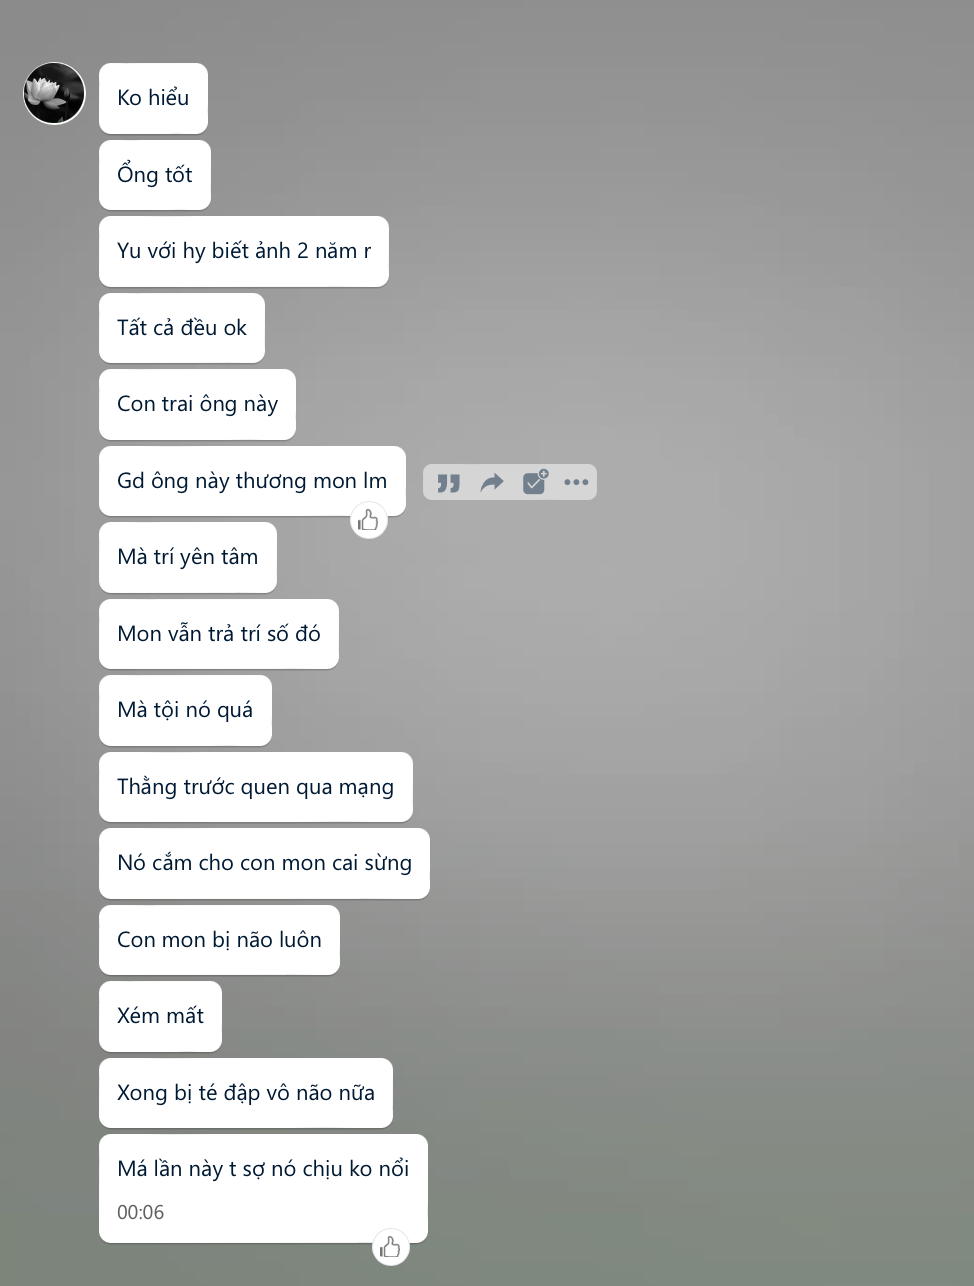 Ko hiểu
Ổng tốt
Yu với hy biết ảnh 2 năm r
Tất cả đều ok
Con trai ông này
Gd ông này thương mon lm
Mà trí yên tâm
Mon vẫn trả trí số đó
Mà tội nó quá
Thằng trước quen qua mạng
Nó cắm cho con mon cai sừng
Con mon bị não luôn
Xém mất
Xong bị té đập vô não nữa
Má lần này t sợ nó chịu ko nổi
00:06